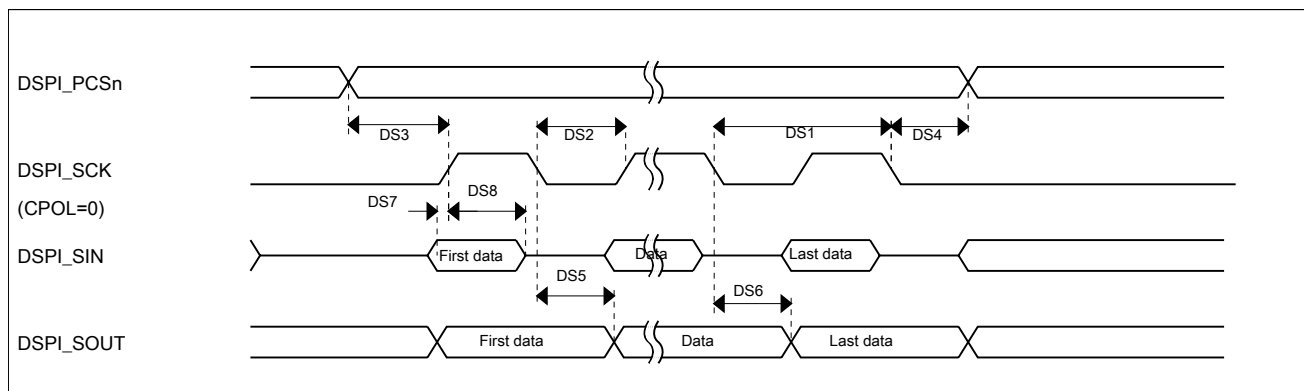 DSPI_PCSn
DS3
DS2
DS1
DS4
DSPI_SCK
(CPOL=0)
DS7
DS8
DSPI_SIN
First data
Data
Last data
DS5
DS6
DSPI_SOUT
First data
Data
Last data